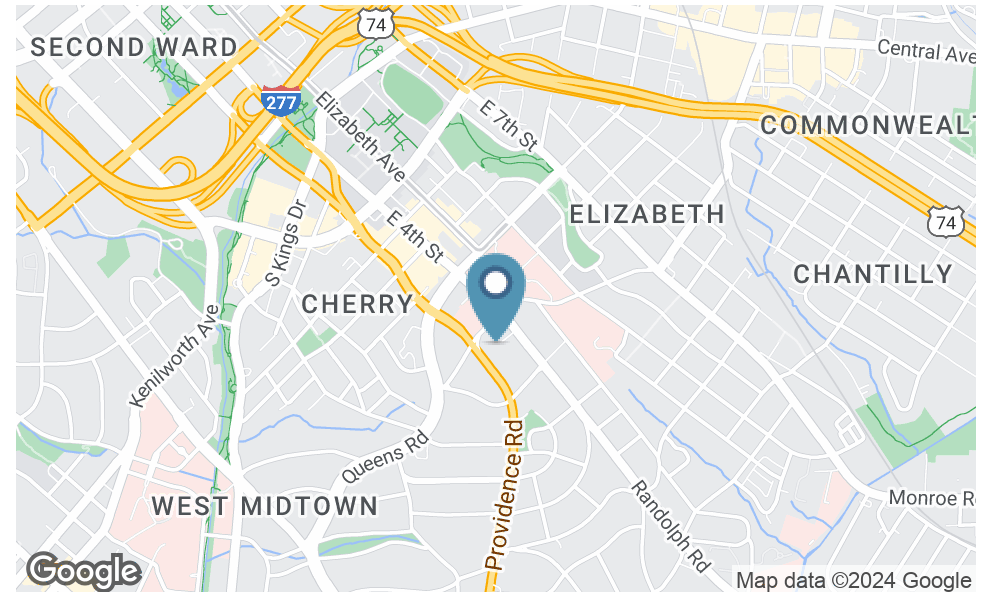 74
SECOND WARD
Central Ave
277
Elizabeth Ave
E 7th St
COMMONWEALT
ELIZABETH
74
E 4th St
S Kings Dr
CHANTILLY
CHERRY
Kenilworth Ave
Queens Rd
Providence Rd
Randolph Rd
Monroe Rd
WEST MIDTOWN
Google
Map data ©2024 Google